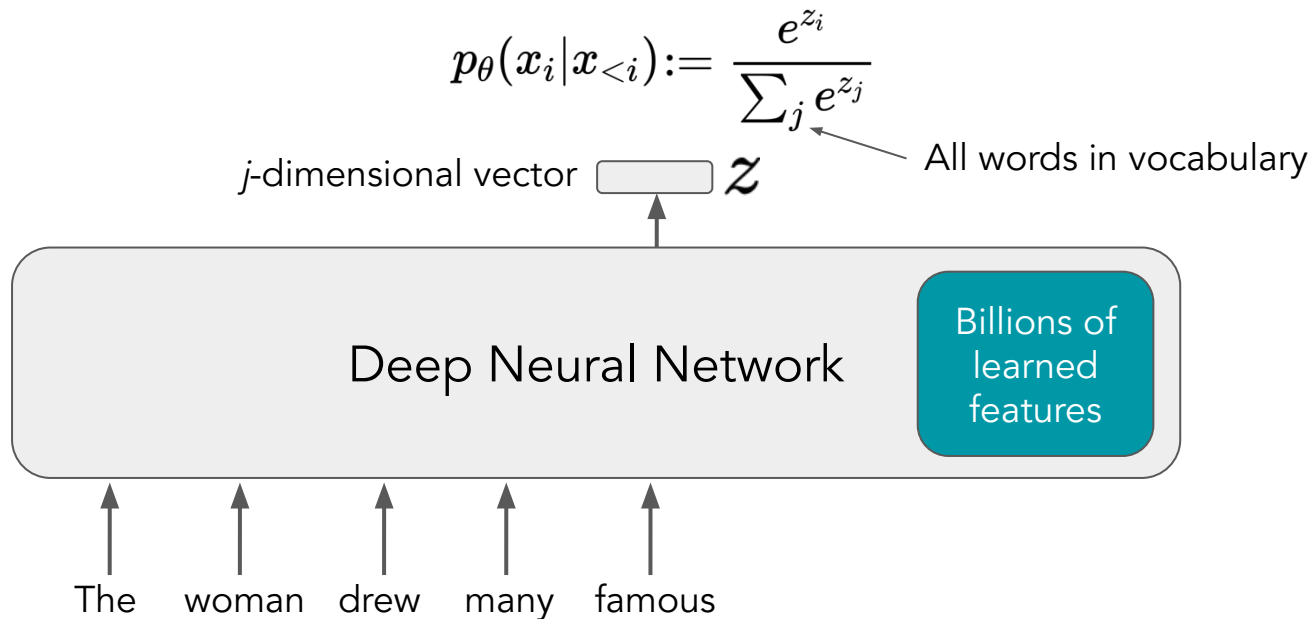 p_θ(x_i|x_{<i}) := e^{z_i} / ∑_j e^{z_j}
All words in vocabulary
j-dimensional vector z
Deep Neural Network
Billions of
learned
features
The woman drew many famous